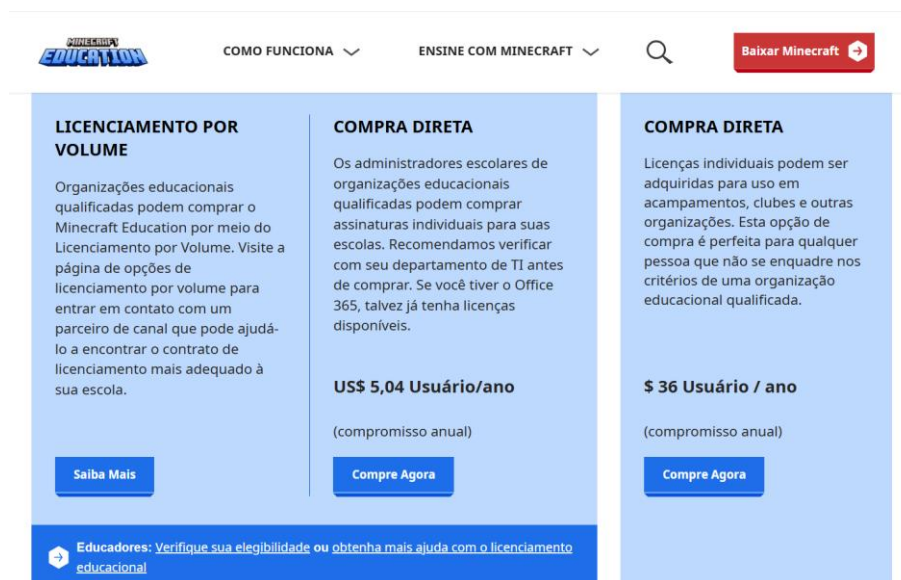 MINECRAFT
EDUCATION
COMO FUNCIONA
ENSINE COM MINECRAFT
Baixar Minecraft
LICENCIAMENTO POR
VOLUME
Organizações educacionais
qualificadas podem comprar o
Minecraft Education por meio do
Licenciamento por Volume. Visite a
página de opções de
licenciamento por volume para
entrar em contato com um
parceiro de canal que pode ajudá-
lo a encontrar o contrato de
licenciamento mais adequado à
sua escola.
Saiba Mais
COMPRA DIRETA
Os administradores escolares de
organizações educacionais
qualificadas podem comprar
assinaturas individuais para suas
escolas. Recomendamos verificar
com seu departamento de TI antes
de comprar. Se você tiver o Office
365, talvez já tenha licenças
disponíveis.
US$ 5,04 Usuário/ano
(compromisso anual)
Compre Agora
COMPRA DIRETA
Licenças individuais podem ser
adquiridas para uso em
acampamentos, clubes e outras
organizações. Esta opção de
compra é perfeita para qualquer
pessoa que não se enquadre nos
critérios de uma organização
educacional qualificada.
$ 36 Usuário / ano
(compromisso anual)
Compre Agora
Educadores: Verifique sua elegibilidade ou obtenha mais ajuda com o licenciamento
educacional